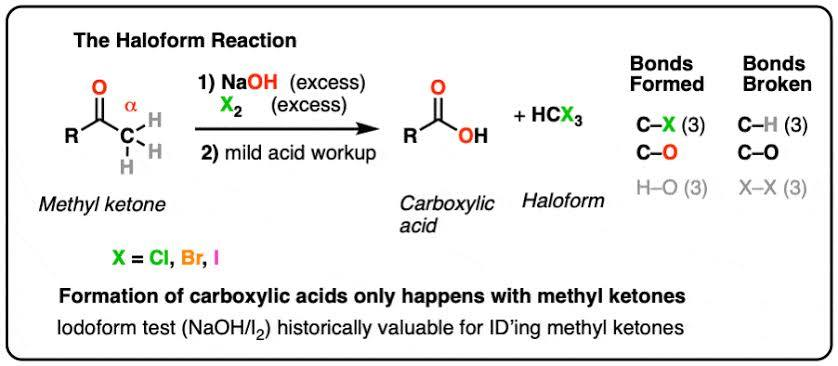 The Haloform Reaction
O
α
R
C
H
H
H
Methyl ketone
1) NaOH (excess)
X₂ (excess)
2) mild acid workup
O
R
OH
Carboxylic
acid
+ HCX₃
Haloform
Bonds
Formed
C–X (3)
C–O
H–O (3)
Bonds
Broken
C–H (3)
C–O
X–X (3)
X = Cl, Br, I
Formation of carboxylic acids only happens with methyl ketones
Iodoform test (NaOH/I₂) historically valuable for ID'ing methyl ketones